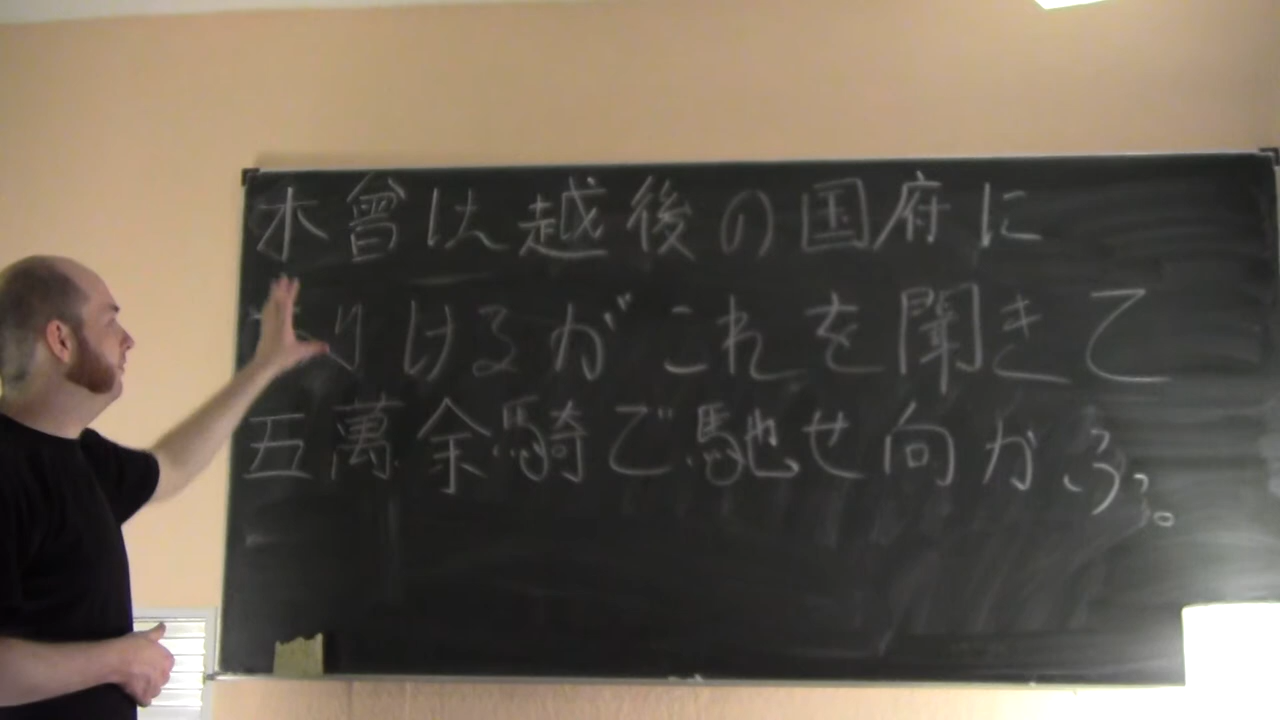 木曾は越後の国府に
りけるがこれを聞きて
五萬余騎で馳せ向かふ。